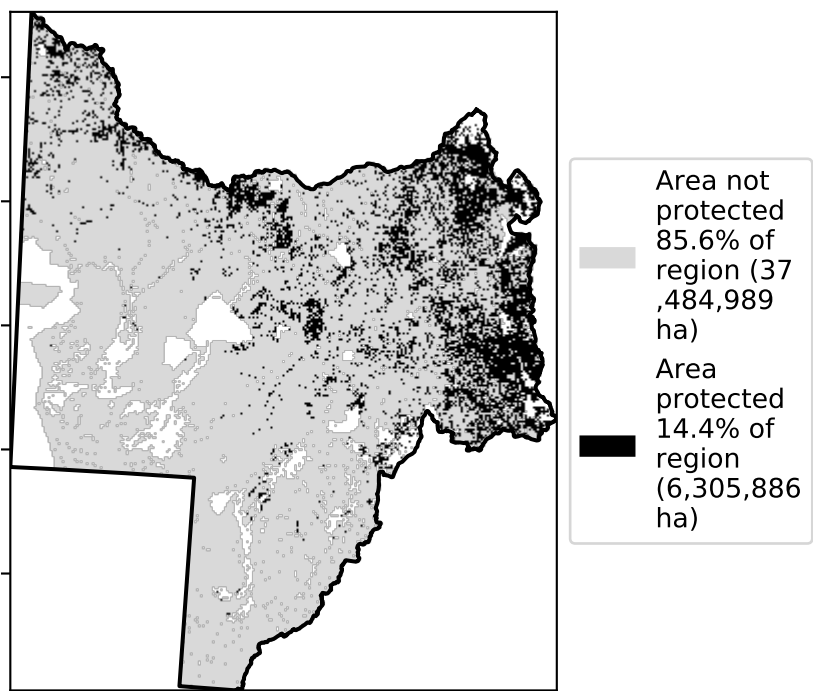 Area not
protected
85.6% of
region (37
,484,989
ha)
Area
protected
14.4% of
region
(6,305,886
ha)